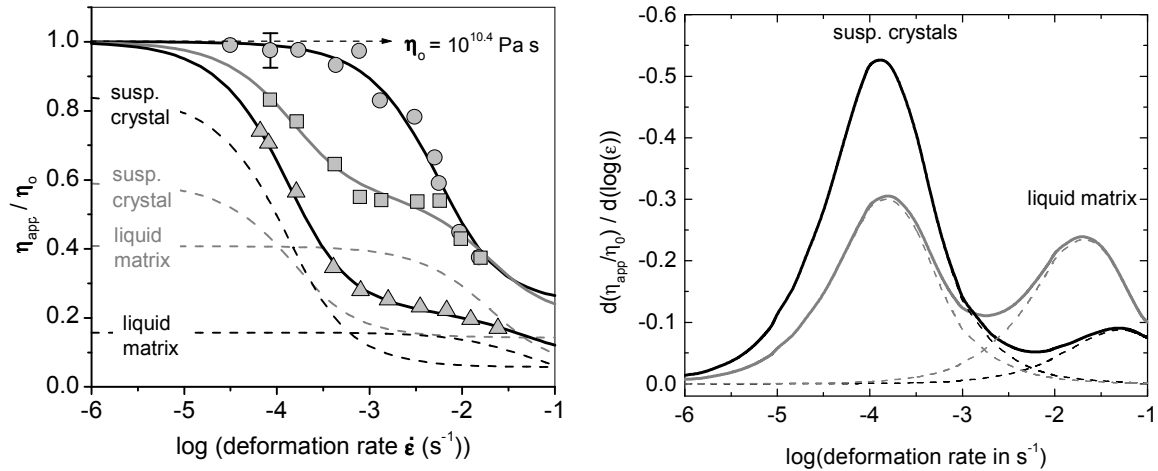 1.0
0.8
0.6
0.4
0.2
0.0
η_app / η_o
η_o = 10^10.4 Pa s
susp.
crystal
susp.
crystal
liquid
matrix
liquid
matrix
-6 -5 -4 -3 -2 -1
log (deformation rate ε̇ (s⁻¹))
-0.6
-0.5
-0.4
-0.3
-0.2
-0.1
0.0
d(η_app/η_0) / d(log(ε))
susp. crystals
liquid matrix
-6 -5 -4 -3 -2 -1
log(deformation rate in s⁻¹)